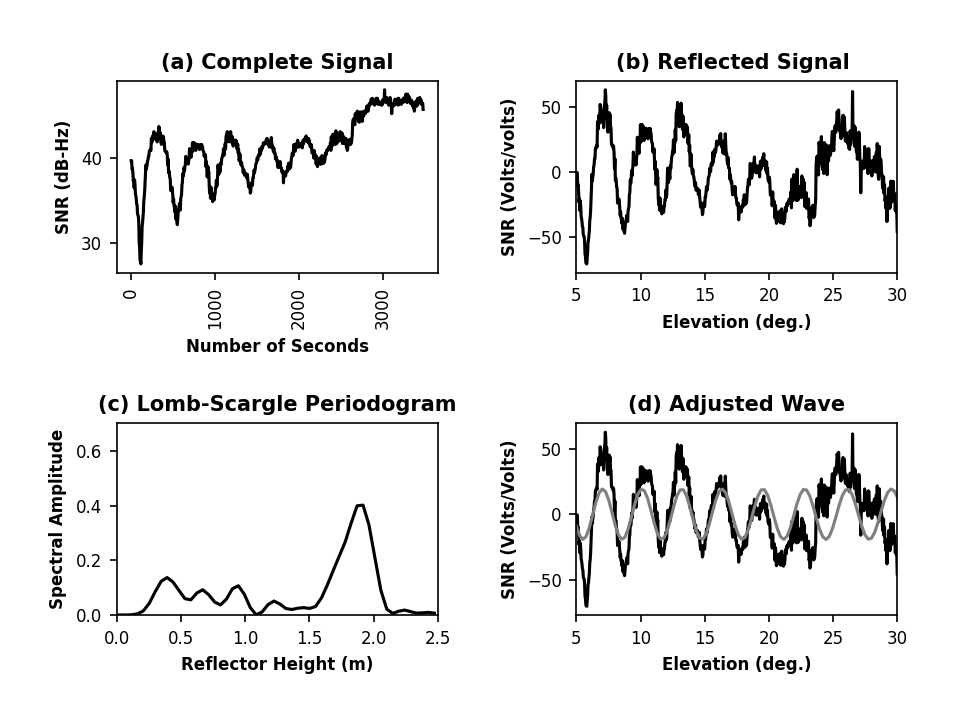 (a) Complete Signal
SNR (dB-Hz)
40
30
0
1000
2000
3000
Number of Seconds
(b) Reflected Signal
SNR (Volts/volts)
50
0
−50
5
10
15
20
25
30
Elevation (deg.)
(c) Lomb-Scargle Periodogram
Spectral Amplitude
0.6
0.4
0.2
0.0
0.0
0.5
1.0
1.5
2.0
2.5
Reflector Height (m)
(d) Adjusted Wave
SNR (Volts/Volts)
50
0
−50
5
10
15
20
25
30
Elevation (deg.)